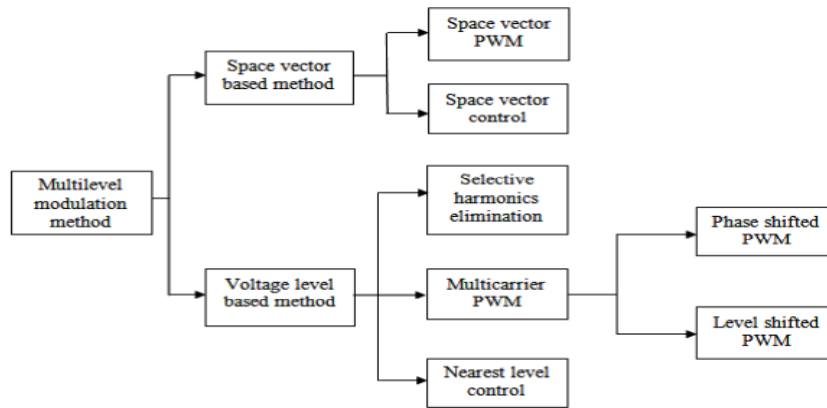 Space vector
PWM
Space vector
based method
Space vector
control
Multilevel
modulation
method
Selective
harmonics
elimination
Phase shifted
PWM
Voltage level
based method
Multicarrier
PWM
Level shifted
PWM
Nearest level
control